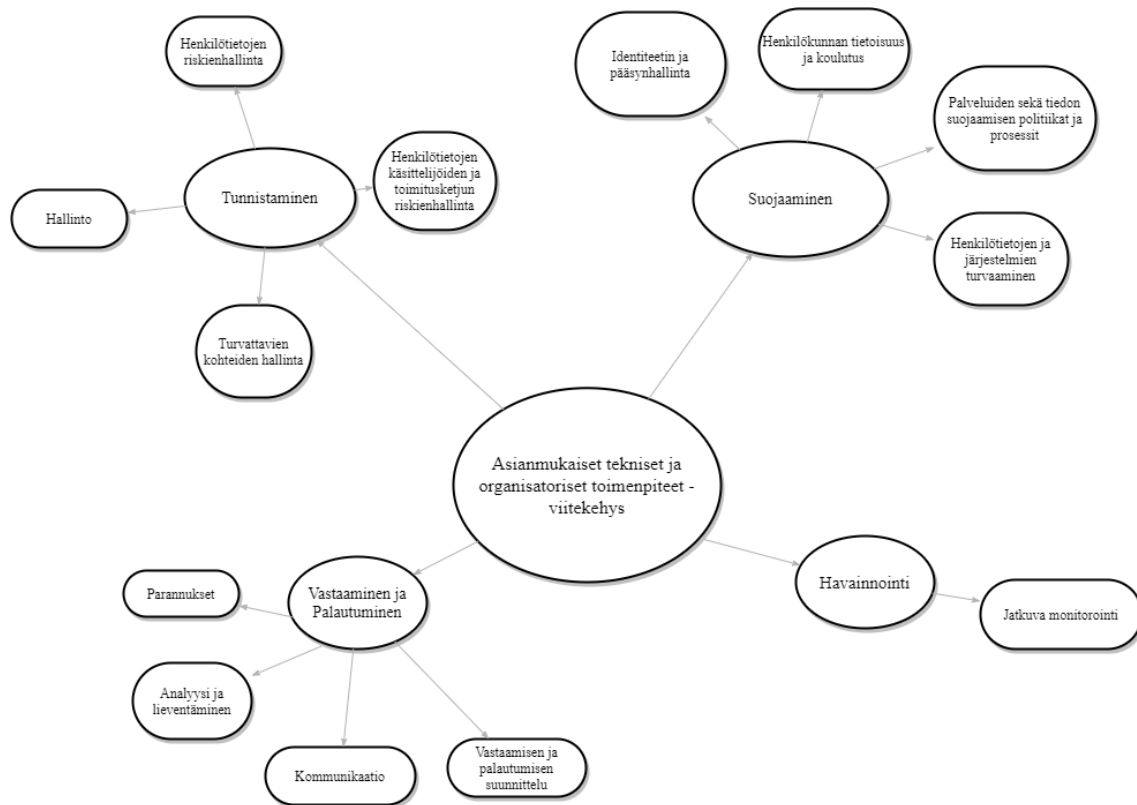 Henkilötietojen
riskienhallinta
Henkilötietojen
käsittelijöiden ja
toimitusketjun
riskienhallinta
Tunnistaminen
Hallinto
Turvattavien
kohteiden hallinta
Identiteetin ja
pääsynhallinta
Henkilökunnan tietoisuus
ja koulutus
Palveluiden sekä tiedon
suojaamisen politiikat ja
prosessit
Suojaaminen
Henkilötietojen ja
järjestelmien
turvaaminen
Asianmukaiset tekniset ja
organisatoriset toimenpiteet -
viitekehys
Vastaaminen ja
Palautuminen
Parannukset
Analyysi ja
lieventäminen
Kommunikaatio
Vastaamisen ja
palautumisen
suunnittelu
Havainnointi
Jatkuva monitorointi